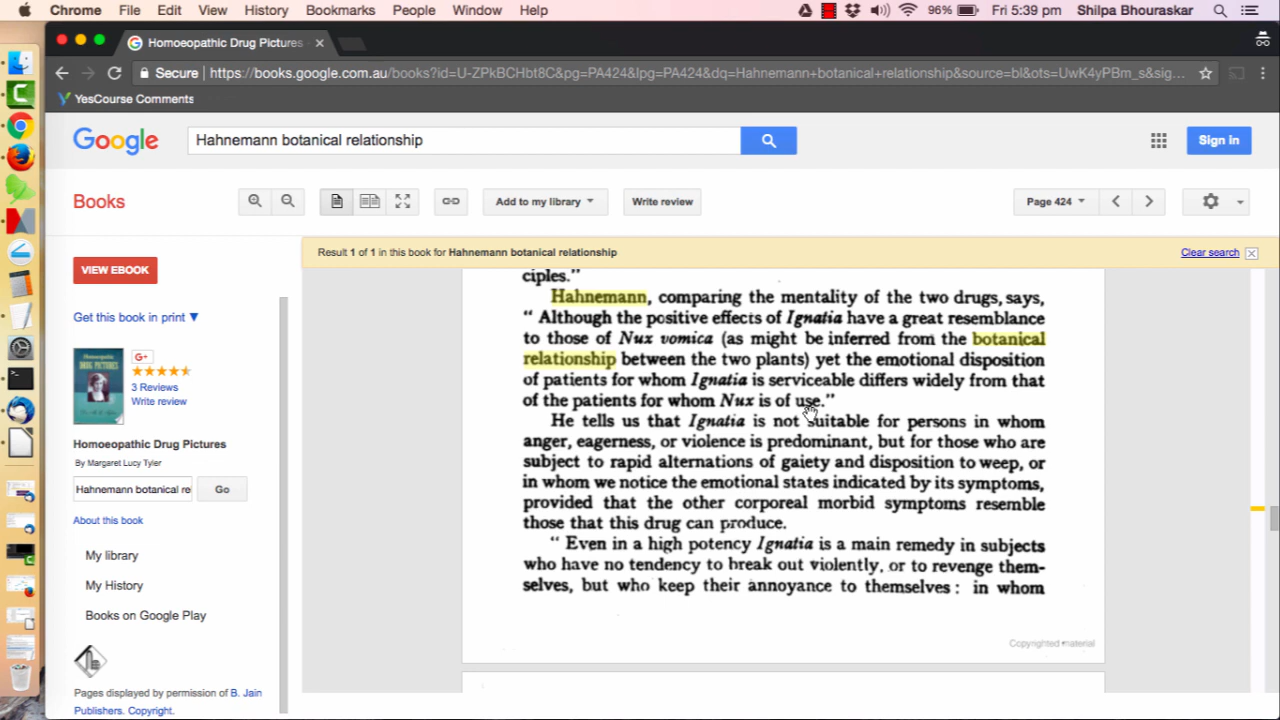 Chrome File Edit View History Bookmarks People Window Help 96% Fri 5:39 pm Shilpa Bhouraskar
Homoeopathic Drug Pictures
Secure https://books.google.com.au/books?id=U-ZPkBCHbt8C&pg=PA424&lpg=PA424&dq=Hahnemann+botanical+relationship&source=bl&ots=UwK4yPBm_s&sig...
YesCourse Comments
Google Hahnemann botanical relationship Sign in
Books Add to my library Write review Page 424
Result 1 of 1 in this book for Hahnemann botanical relationship Clear search
VIEW EBOOK
Get this book in print ▼
G+
3 Reviews
Write review
Homoeopathic Drug Pictures
By Margaret Lucy Tyler
Hahnemann botanical re Go
About this book
My library
My History
Books on Google Play
Pages displayed by permission of B. Jain
Publishers. Copyright.
ciples."
Hahnemann, comparing the mentality of the two drugs, says,
" Although the positive effects of Ignatia have a great resemblance
to those of Nux vomica (as might be inferred from the botanical
relationship between the two plants) yet the emotional disposition
of patients for whom Ignatia is serviceable differs widely from that
of the patients for whom Nux is of use."
He tells us that Ignatia is not suitable for persons in whom
anger, eagerness, or violence is predominant, but for those who are
subject to rapid alternations of gaiety and disposition to weep, or
in whom we notice the emotional states indicated by its symptoms,
provided that the other corporeal morbid symptoms resemble
those that this drug can produce.
" Even in a high potency Ignatia is a main remedy in subjects
who have no tendency to break out violently, or to revenge them-
selves, but who keep their annoyance to themselves : in whom
Copyrighted material